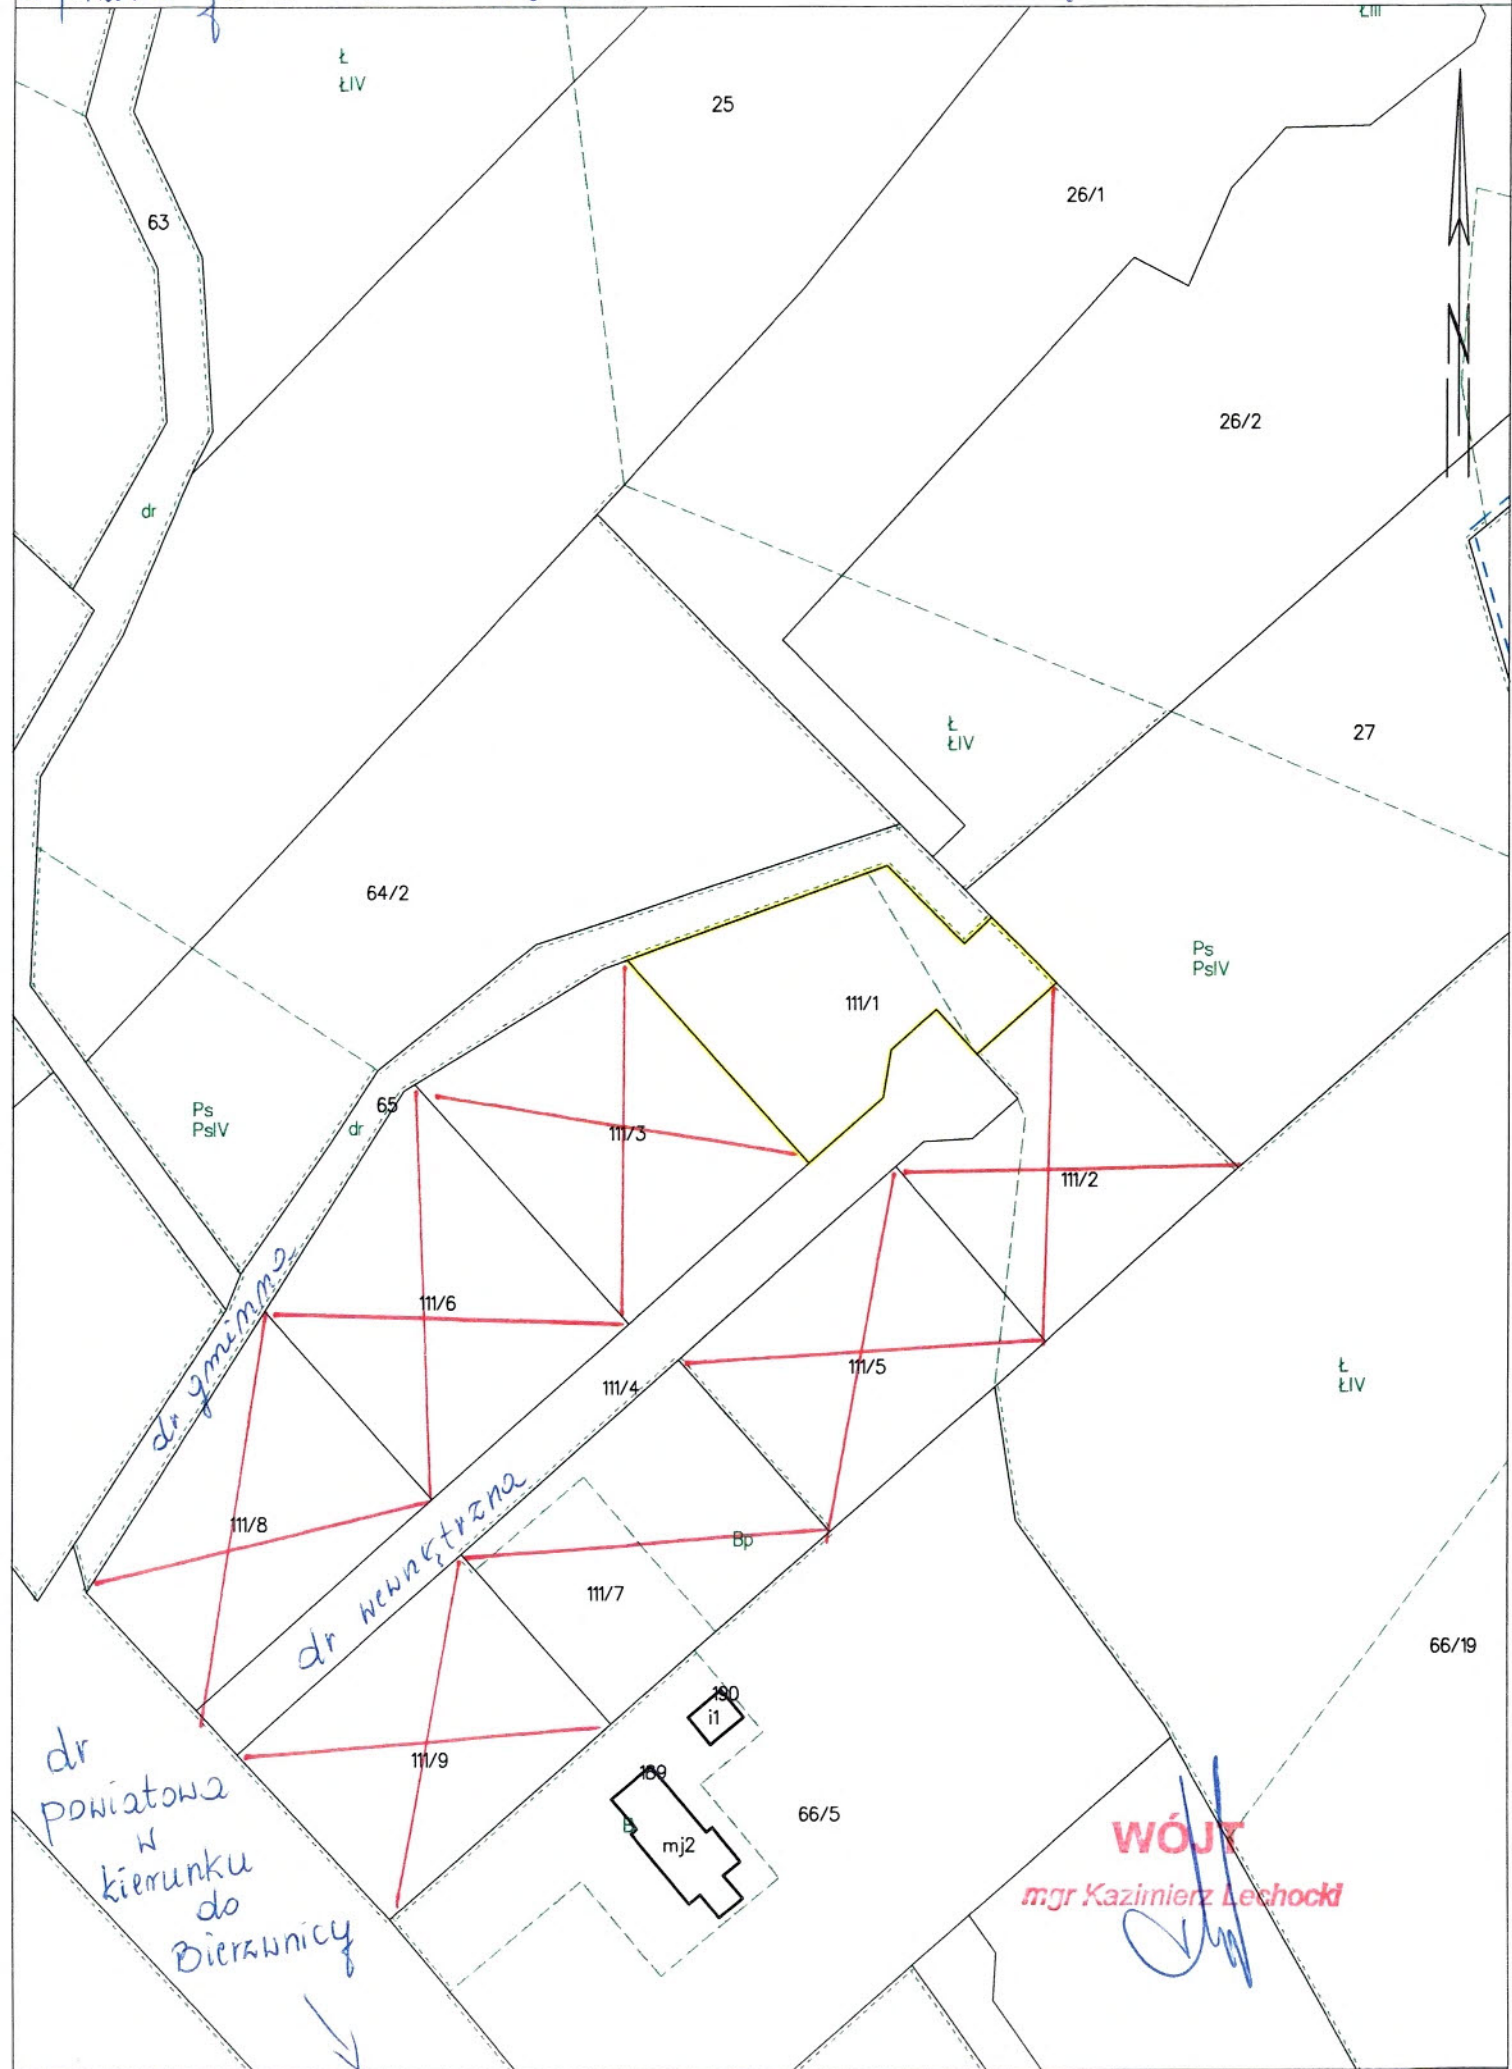 ŁIII
Ł
ŁIV
25
26/1
63
26/2
dr
27
Ł
ŁIV
64/2
Ps
PsIV
111/1
65
Ps
PsIV
dr
111/3
111/2
111/6
dr gminna
111/5
Ł
ŁIV
111/4
111/8
Bp
dr wewnętrzna
111/7
66/19
190
i1
111/9
189
66/5
B
mj2
dr
powiatowa
w
kierunku
do
Bierzwnicy
WÓJT
mgr Kazimierz Lechocki
N